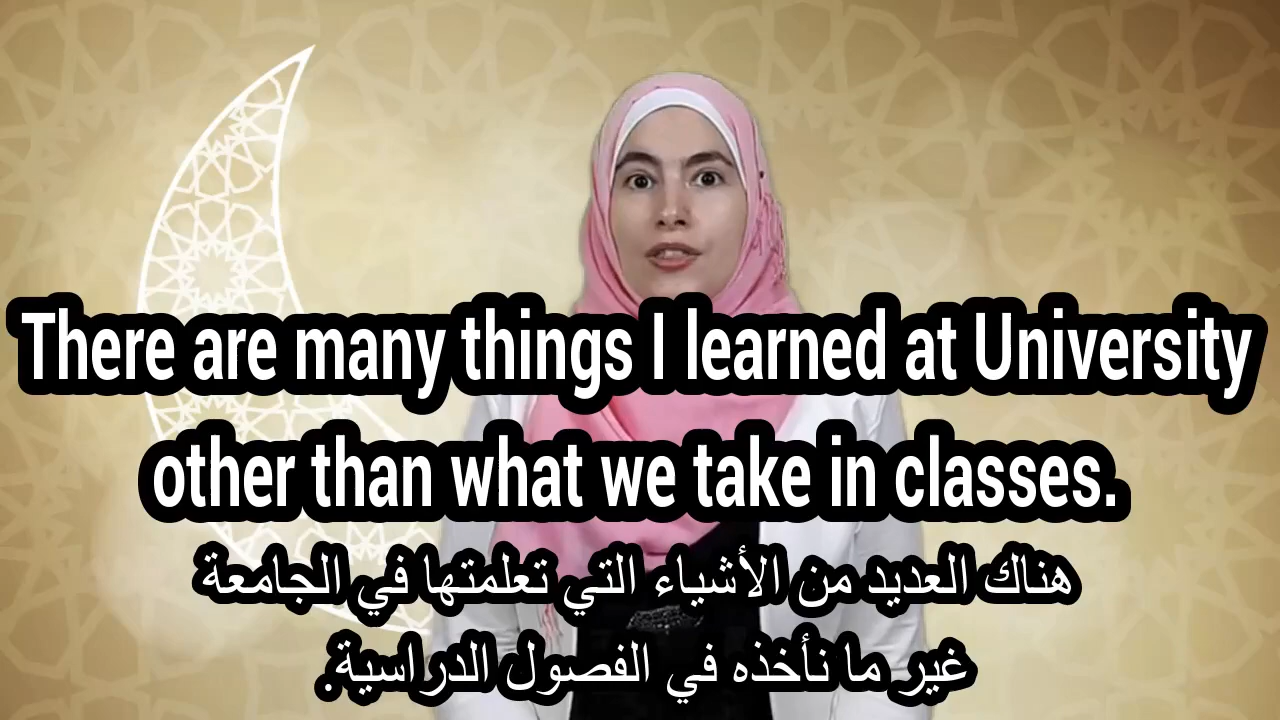 There are many things I learned at University
other than what we take in classes.
هناك العديد من الأشياء التي تعلمتها في الجامعة
غير ما نأخذه في الفصول الدراسية.